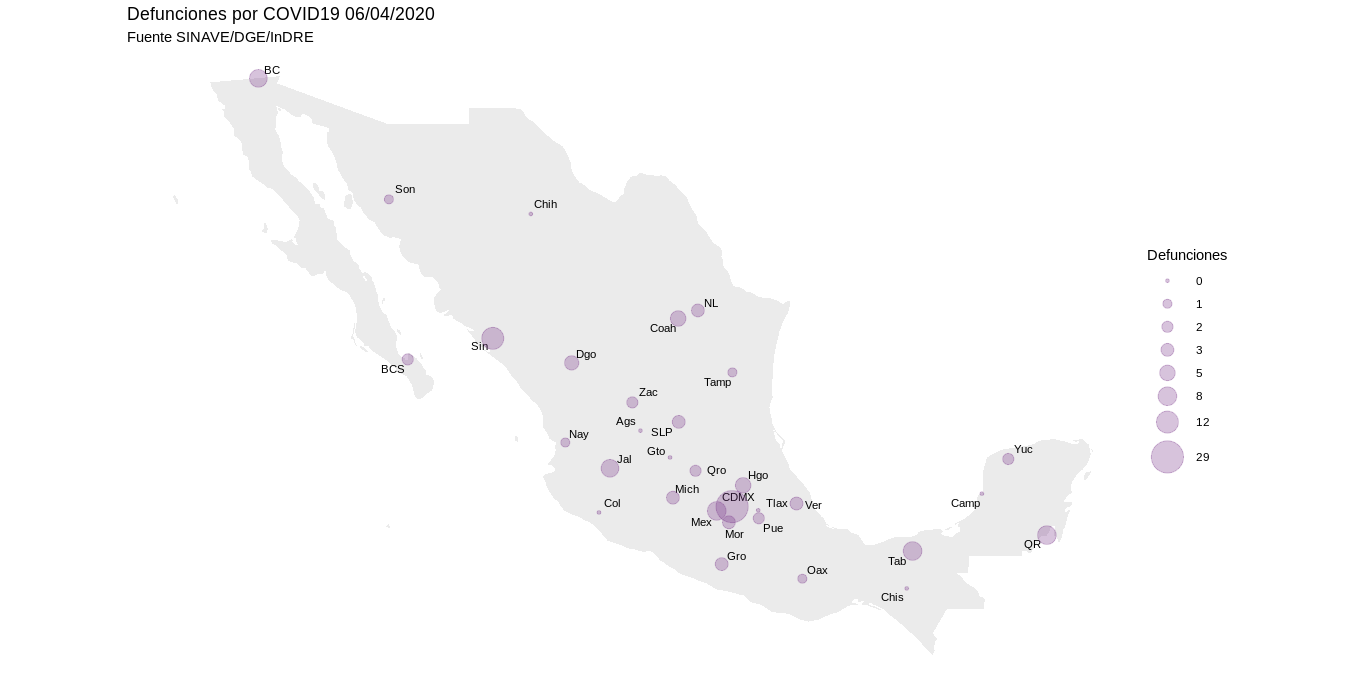 Defunciones por COVID19 06/04/2020
Fuente SINAVE/DGE/InDRE
BC
Son
Chih
NL
Coah
Sin
Dgo
BCS
Tamp
Zac
Ags
SLP
Nay
Gto
Jal
Qro
Hgo
Mich
CDMX
Tlax
Ver
Col
Mex
Mor
Pue
Gro
Oax
Yuc
Camp
QR
Tab
Chis
Defunciones
0
1
2
3
5
8
12
29